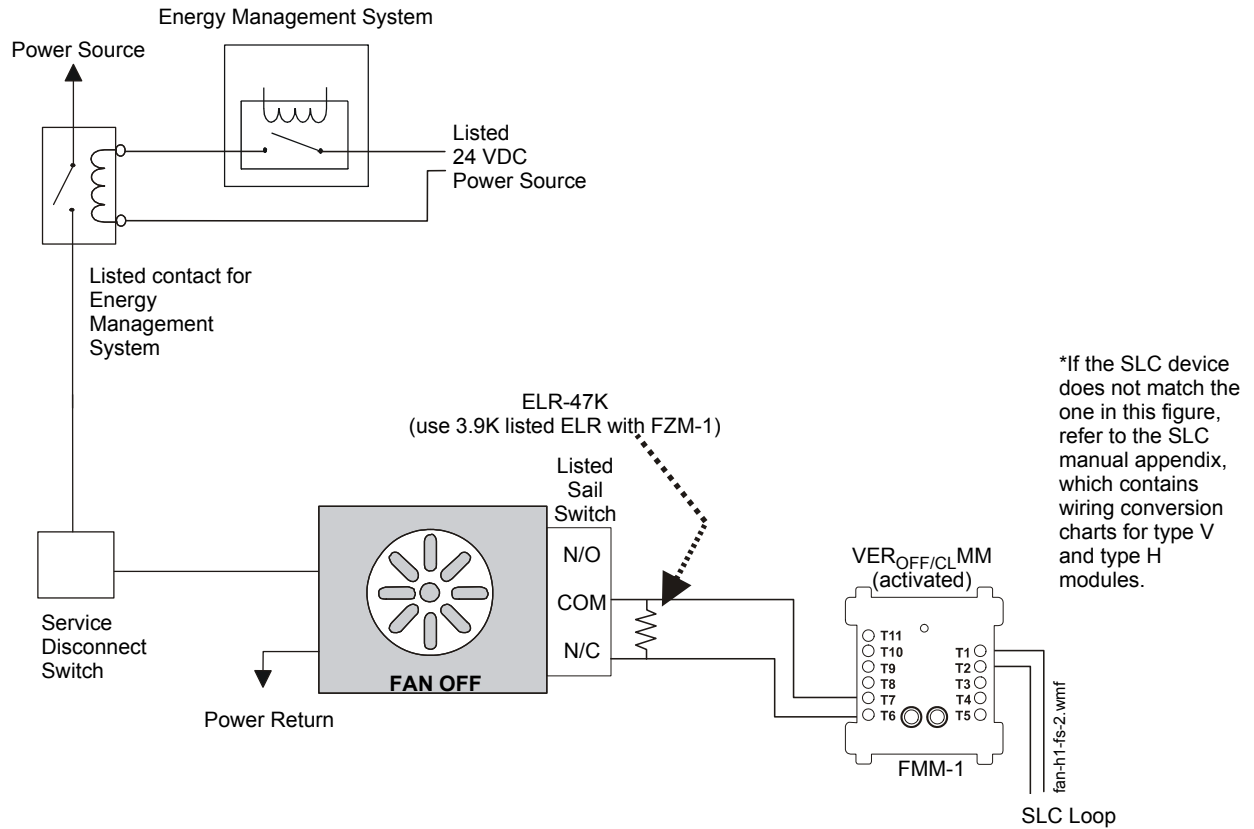 Energy Management System
Power Source
Listed
24 VDC
Power Source
Listed contact for
Energy
Management
System
*If the SLC device
does not match the
one in this figure,
refer to the SLC
manual appendix,
which contains
wiring conversion
charts for type V
and type H
modules.
ELR-47K
(use 3.9K listed ELR with FZM-1)
Listed
Sail
Switch
N/O
COM
N/C
VEROFF/CLMM
(activated)
Service
Disconnect
Switch
FAN OFF
Power Return
T11
T10
T9
T8
T7
T6
T1
T2
T3
T4
T5
FMM-1
fan-h1-fs-2.wmf
SLC Loop